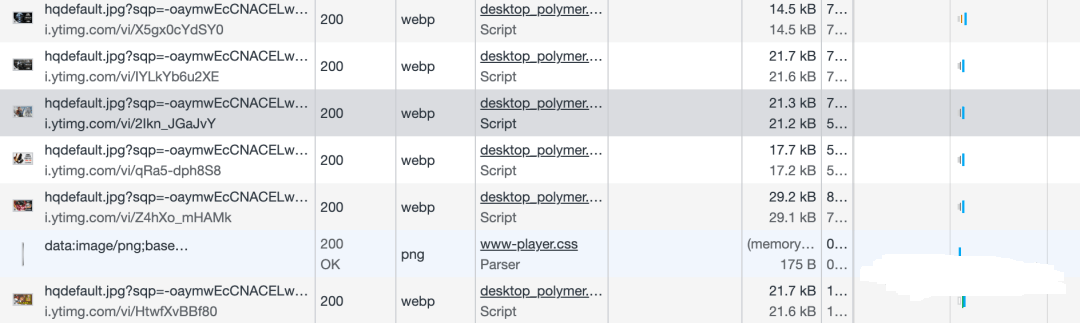 hqdefault.jpg?sqp=-oaymwEcCNACELw… 200 webp desktop_polymer.… 14.5 kB 7…
i.ytimg.com/vi/X5gx0cYdSY0 Script 14.5 kB 7…
hqdefault.jpg?sqp=-oaymwEcCNACELw… 200 webp desktop_polymer.… 21.7 kB 7…
i.ytimg.com/vi/IYLkYb6u2XE Script 21.6 kB 7…
hqdefault.jpg?sqp=-oaymwEcCNACELw… 200 webp desktop_polymer.… 21.3 kB 7…
i.ytimg.com/vi/2Ikn_JGaJvY Script 21.2 kB 5…
hqdefault.jpg?sqp=-oaymwEcCNACELw… 200 webp desktop_polymer.… 17.7 kB 5…
i.ytimg.com/vi/qRa5-dph8S8 Script 17.2 kB 5…
hqdefault.jpg?sqp=-oaymwEcCNACELw… 200 webp desktop_polymer.… 29.2 kB 8…
i.ytimg.com/vi/Z4hXo_mHAMk Script 29.1 kB 7…
data:image/png;base… 200 png www-player.css (memory… 0…
OK Parser 175 B 0…
hqdefault.jpg?sqp=-oaymwEcCNACELw… 200 webp desktop_polymer.… 21.7 kB 1…
i.ytimg.com/vi/HtwfXvBBf80 Script 21.6 kB 1…